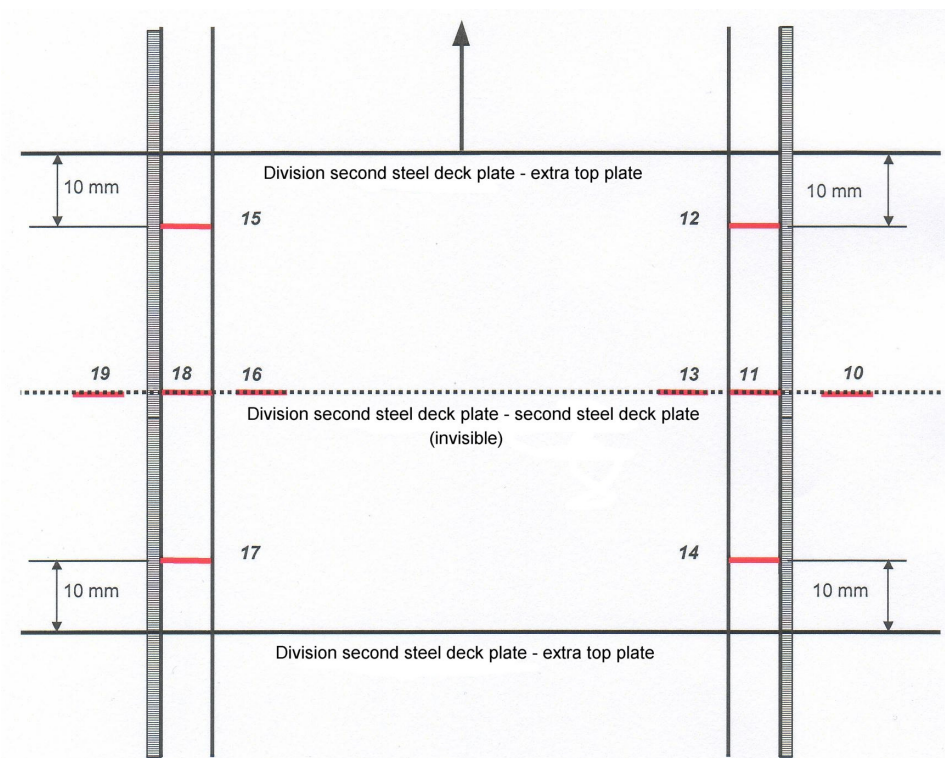 Division second steel deck plate - extra top plate
10 mm
10 mm
15
12
19
18
16
13
11
10
Division second steel deck plate - second steel deck plate
(invisible)
17
14
10 mm
10 mm
Division second steel deck plate - extra top plate